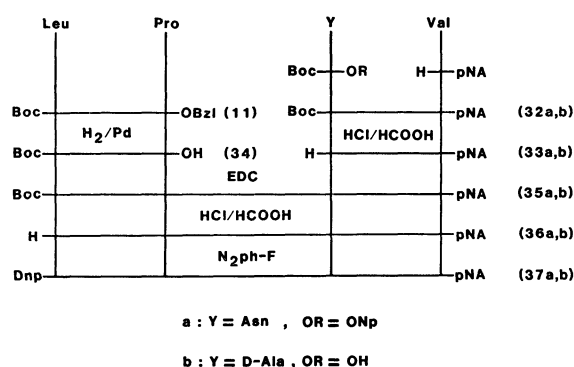 Leu Pro Y Val
Boc OR H pNA
Boc OBzl (11) Boc pNA (32a,b)
H₂/Pd HCl/HCOOH
Boc OH (34) H pNA (33a,b)
EDC
Boc pNA (35a,b)
HCl/HCOOH
H pNA (36a,b)
N₂ph-F
Dnp pNA (37a,b)
a : Y = Asn , OR = ONp
b : Y = D-Ala , OR = OH